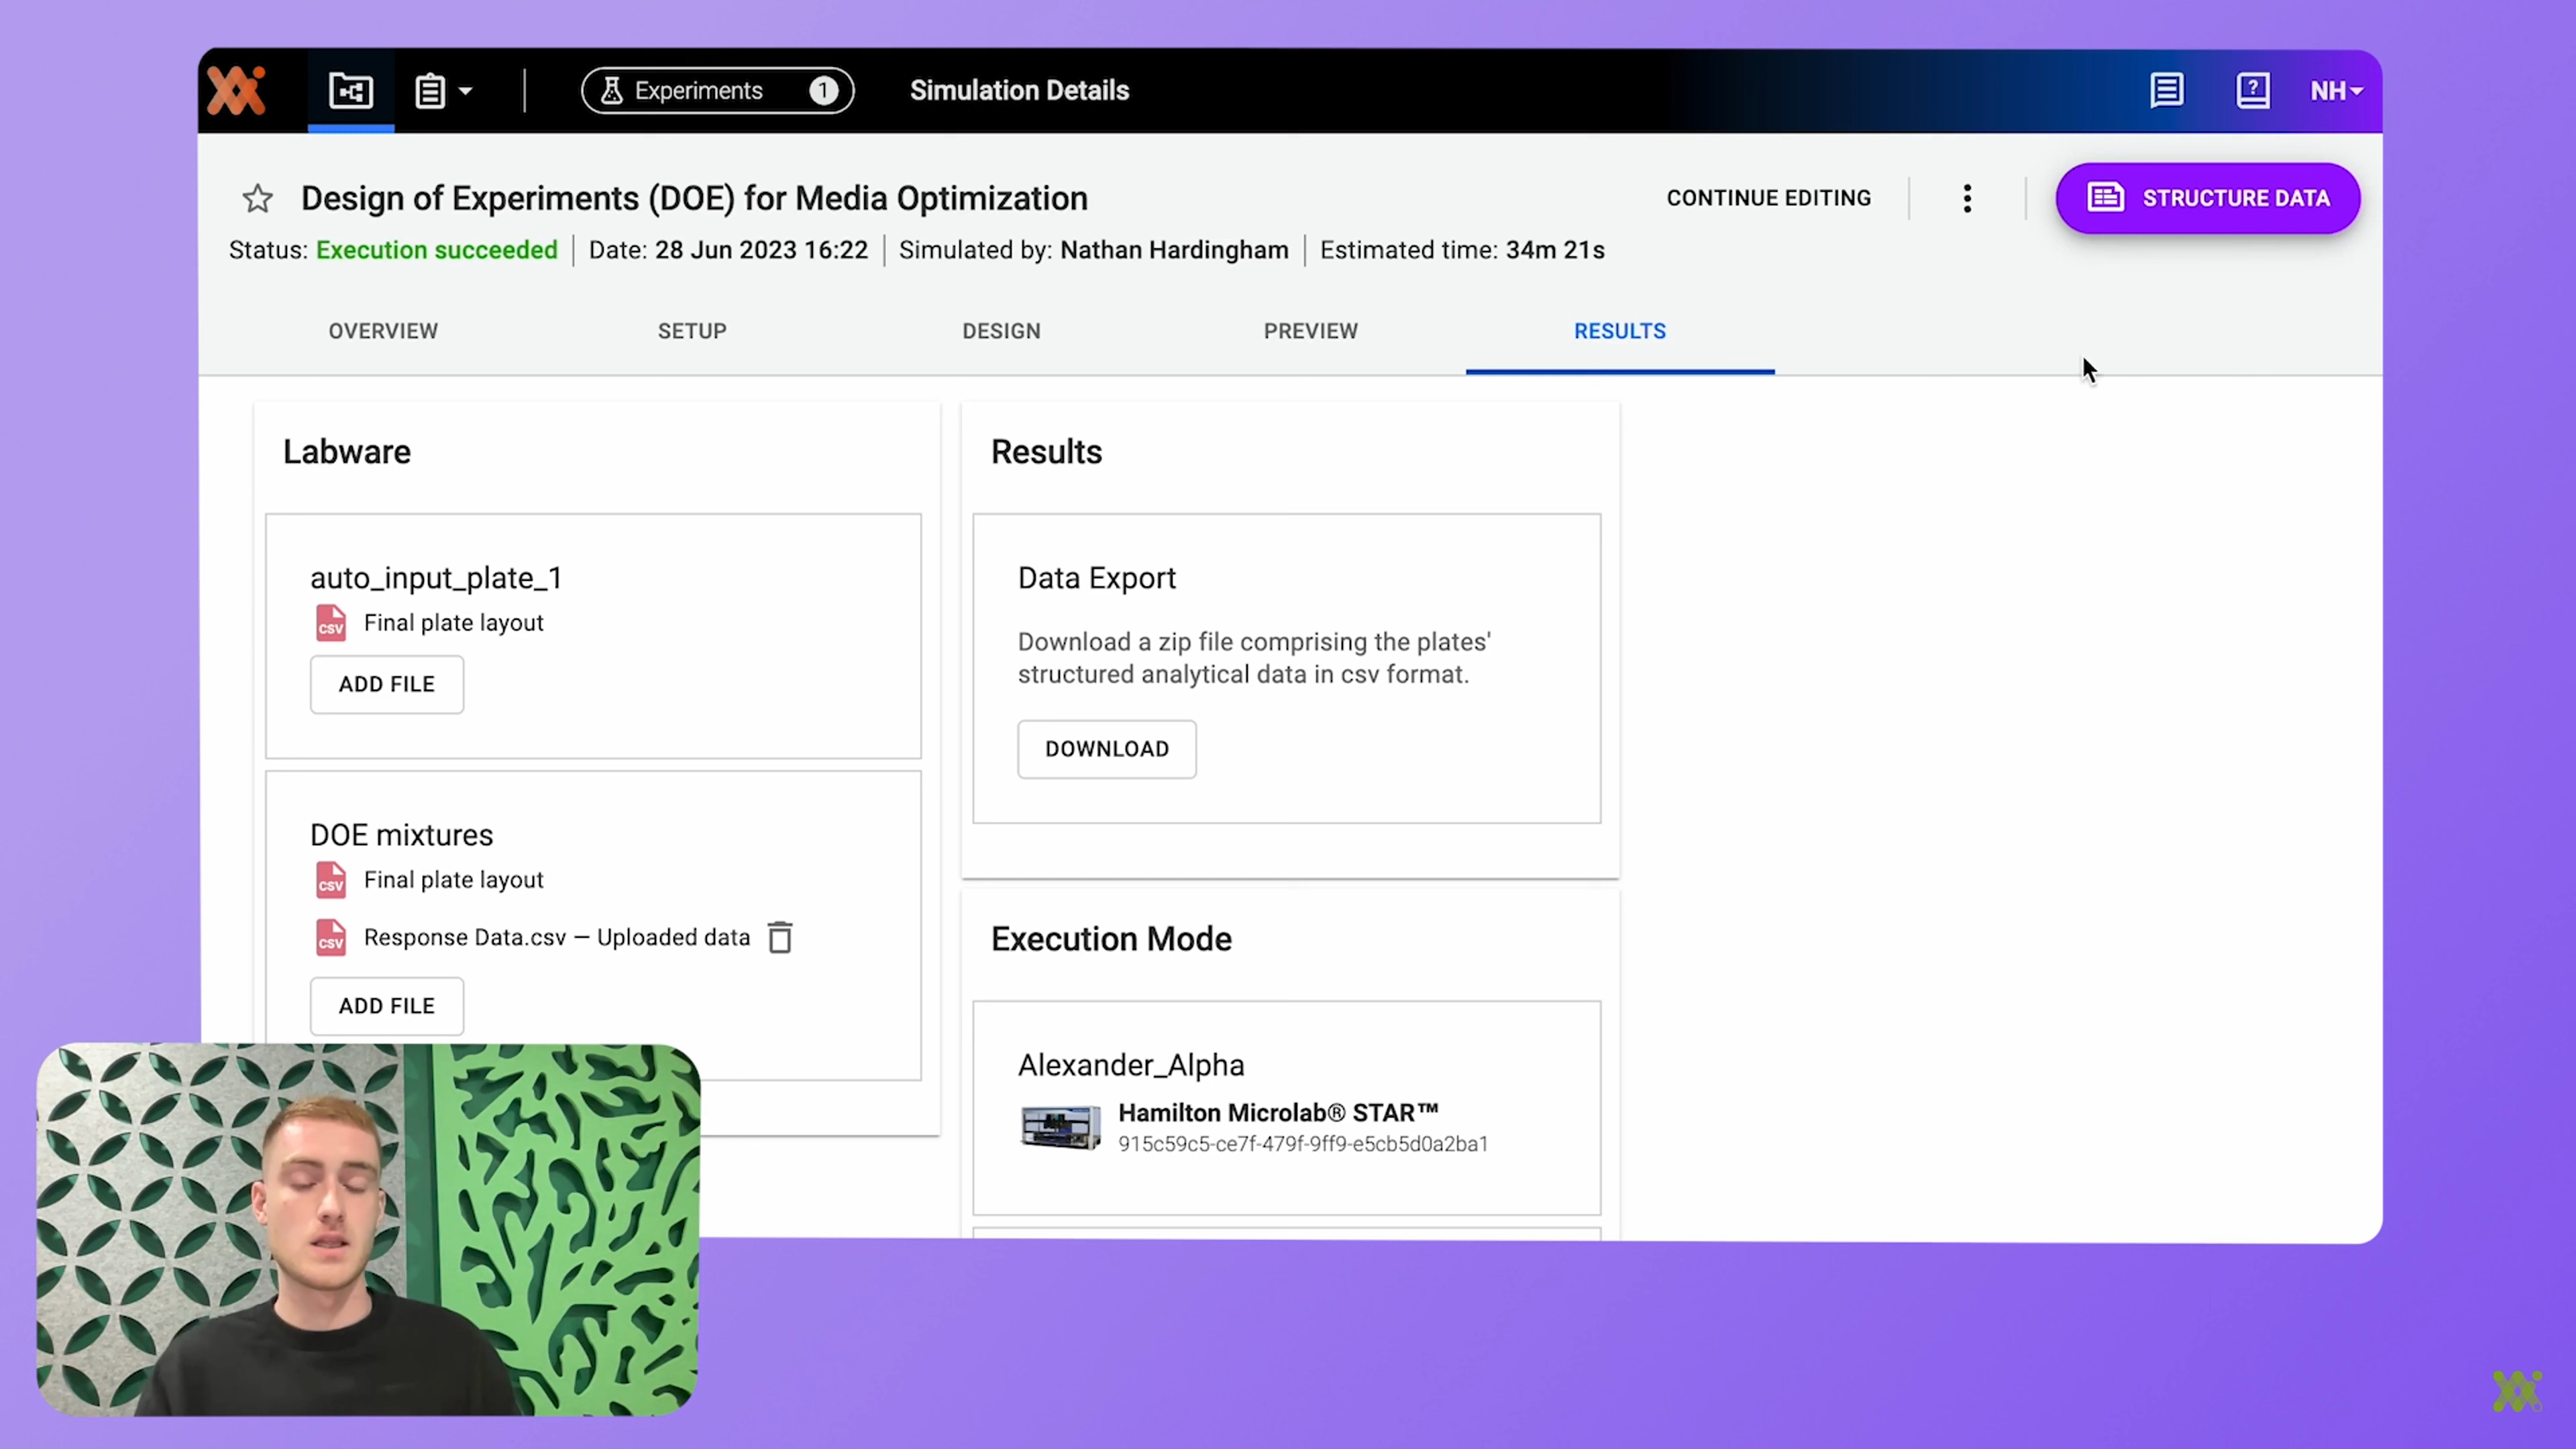 Experiments 1
Simulation Details
NH
Design of Experiments (DOE) for Media Optimization
CONTINUE EDITING
STRUCTURE DATA
Status: Execution succeeded
Date: 28 Jun 2023 16:22
Simulated by: Nathan Hardingham
Estimated time: 34m 21s
OVERVIEW
SETUP
DESIGN
PREVIEW
RESULTS
Labware
auto_input_plate_1
CSV Final plate layout
ADD FILE
DOE mixtures
CSV Final plate layout
CSV Response Data.csv — Uploaded data
ADD FILE
Results
Data Export
Download a zip file comprising the plates'
structured analytical data in csv format.
DOWNLOAD
Execution Mode
Alexander_Alpha
Hamilton Microlab® STAR™
915c59c5-ce7f-479f-9ff9-e5cb5d0a2ba1